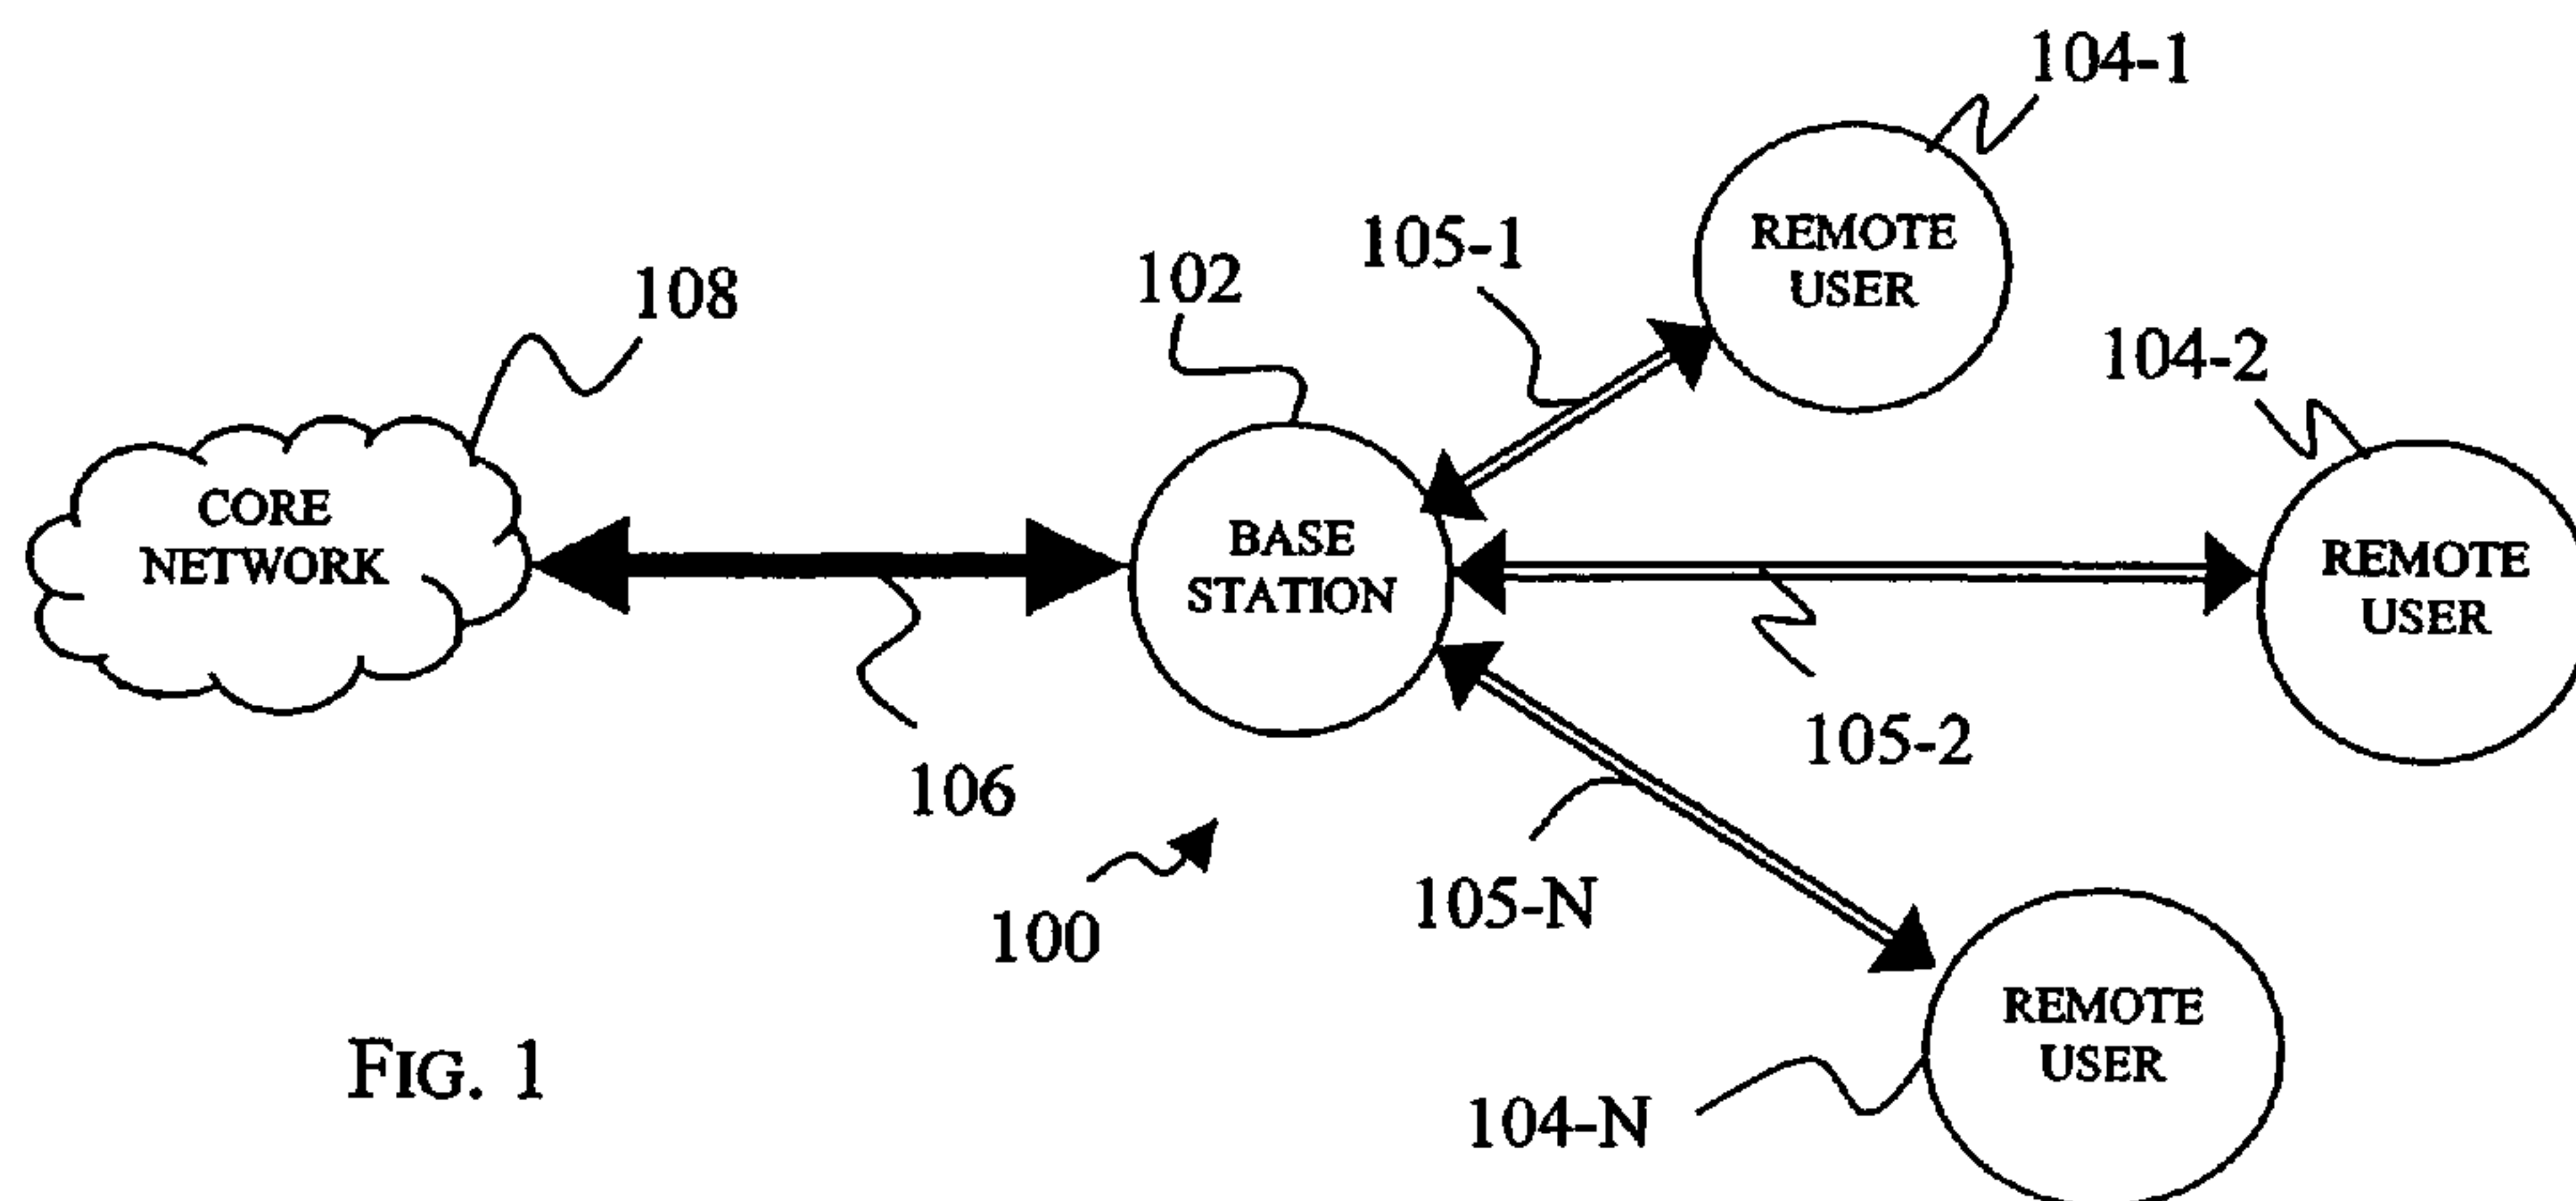 104-1
105-1
REMOTE
USER
108
102
104-2
CORE
NETWORK
BASE
STATION
REMOTE
USER
106
105-2
100
105-N
REMOTE
USER
104-N
FIG. 1